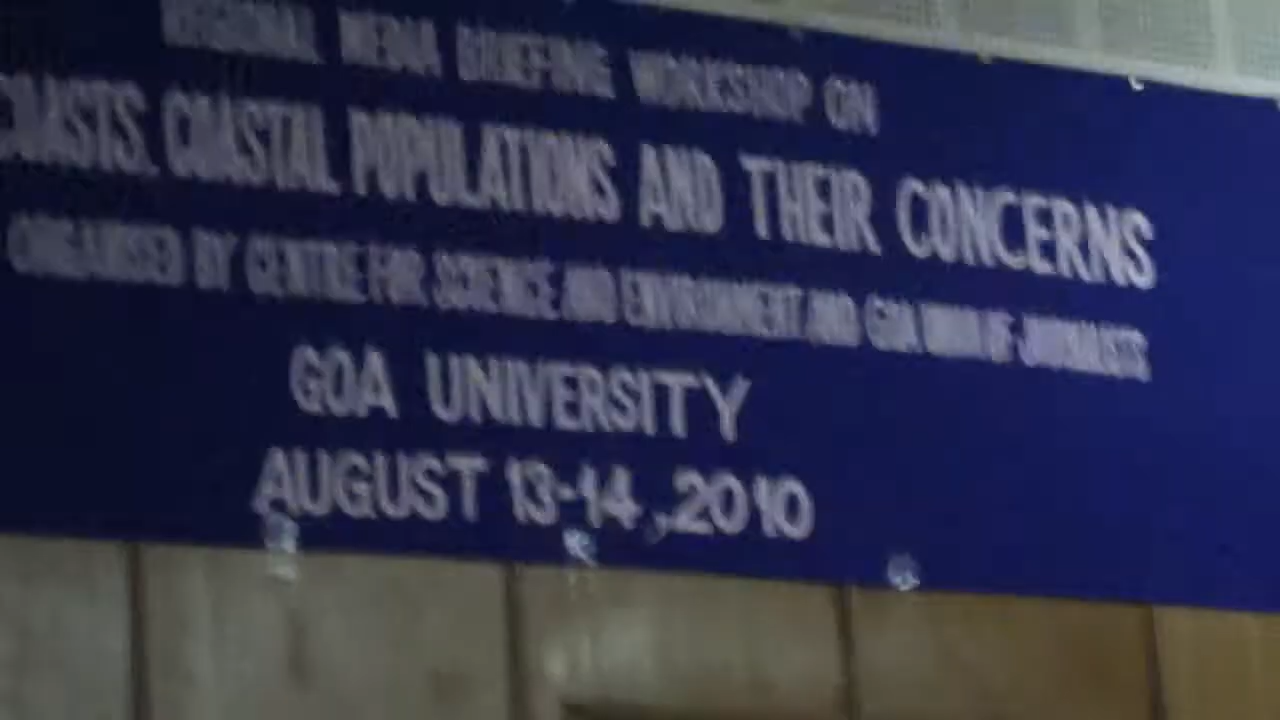 REGIONAL MEDIA BRIEFING WORKSHOP ON
COASTS, COASTAL POPULATIONS AND THEIR CONCERNS
ORGANISED BY CENTRE FOR SCIENCE AND ENVIRONMENT AND GOA UNION OF JOURNALISTS
GOA UNIVERSITY
AUGUST 13-14 ,2010